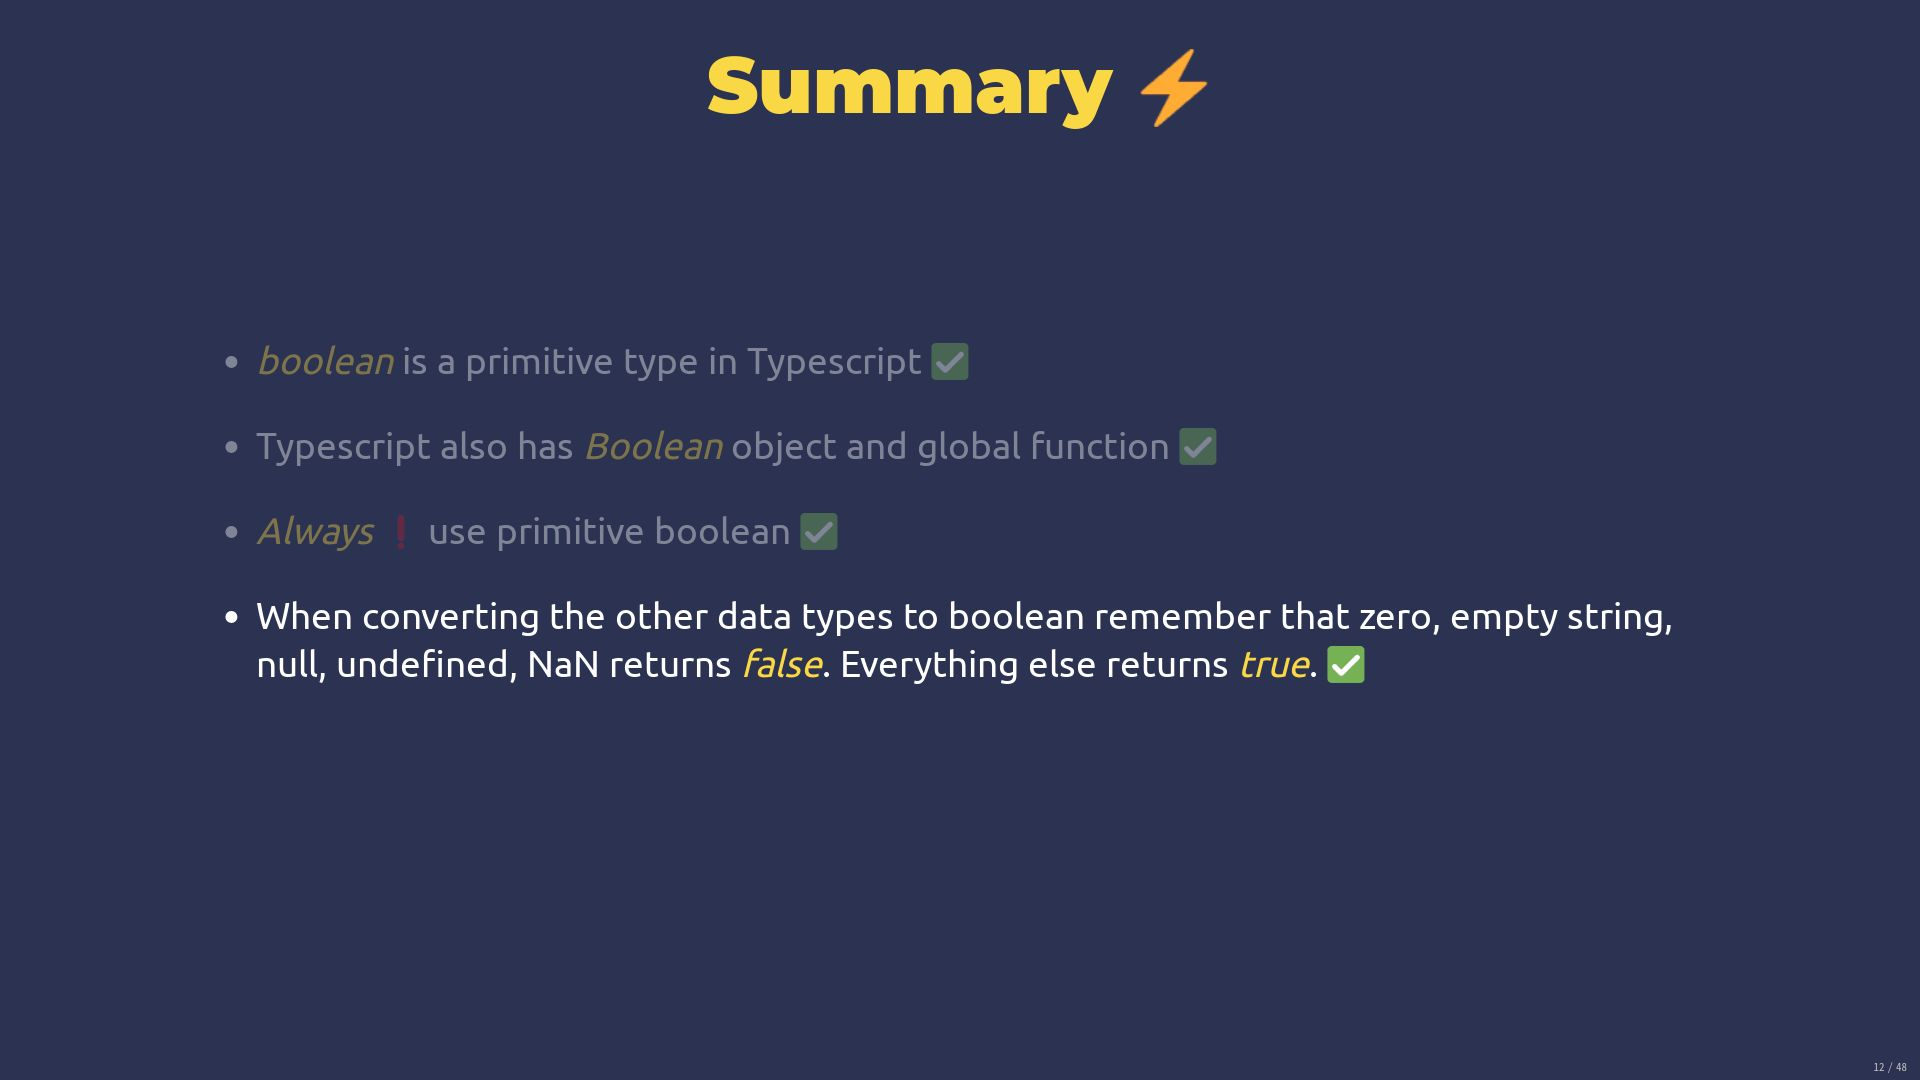 Summary ⚡
• boolean is a primitive type in Typescript ✅
• Typescript also has Boolean object and global function ✅
• Always ❗ use primitive boolean ✅
• When converting the other data types to boolean remember that zero, empty string,
null, undefined, NaN returns false. Everything else returns true. ✅
12 / 48